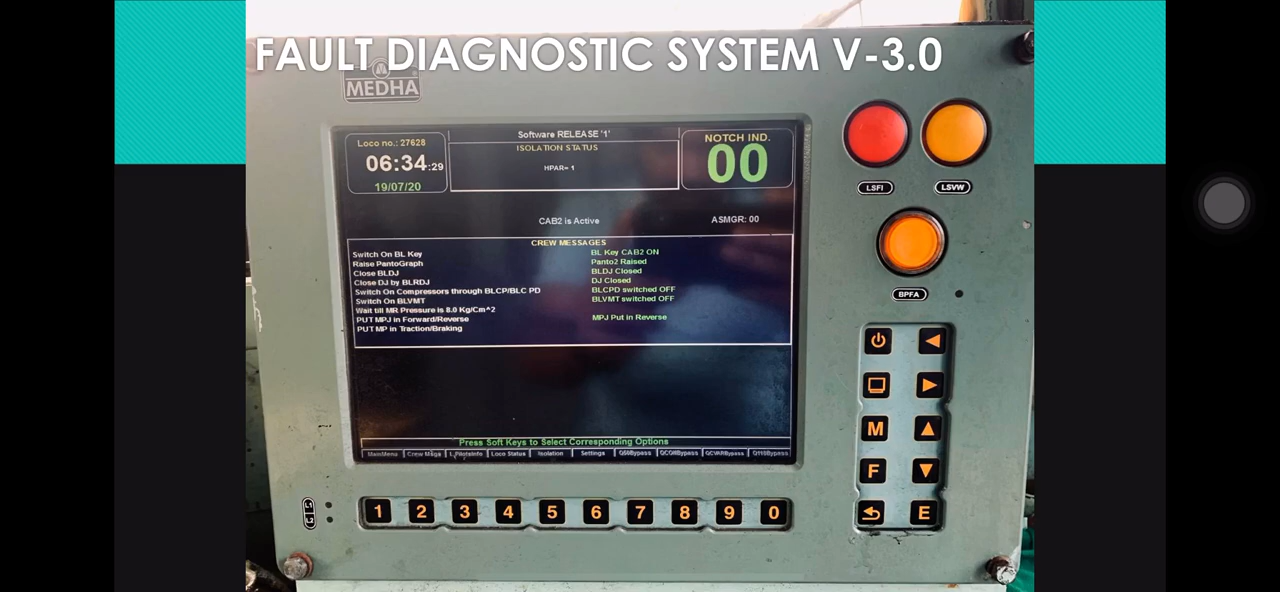 FAULT DIAGNOSTIC SYSTEM V-3.0
MEDHA
Loco no.: 27628
06:34:29
19/07/20
Software RELEASE '1'
ISOLATION STATUS
HPAR= 1
NOTCH IND.
00
LSFI
LSVW
CAB2 is Active
ASMGR: 00
CREW MESSAGES
Switch On BL Key BL Key CAB2 ON
Raise PantoGraph Panto2 Raised
Close BLDJ BLDJ Closed
Close DJ by BLRDJ DJ Closed
Switch On Compressors through BLCP/BLC PD BLCPD switched OFF
Switch On BLVMT BLVMT switched OFF
Wait till MR Pressure is 8.0 Kg/Cm^2
PUT MPJ in Forward/Reverse MPJ Put in Reverse
PUT MP in Traction/Braking
BPFA
M
F
E
Press Soft Keys to Select Corresponding Options
MainMenu Crew Msgs L.PilotsInfo Loco Status Isolation Settings Q50Bypass QCONBypass QCVARBypass Q118Bypass
1 2 3 4 5 6 7 8 9 0